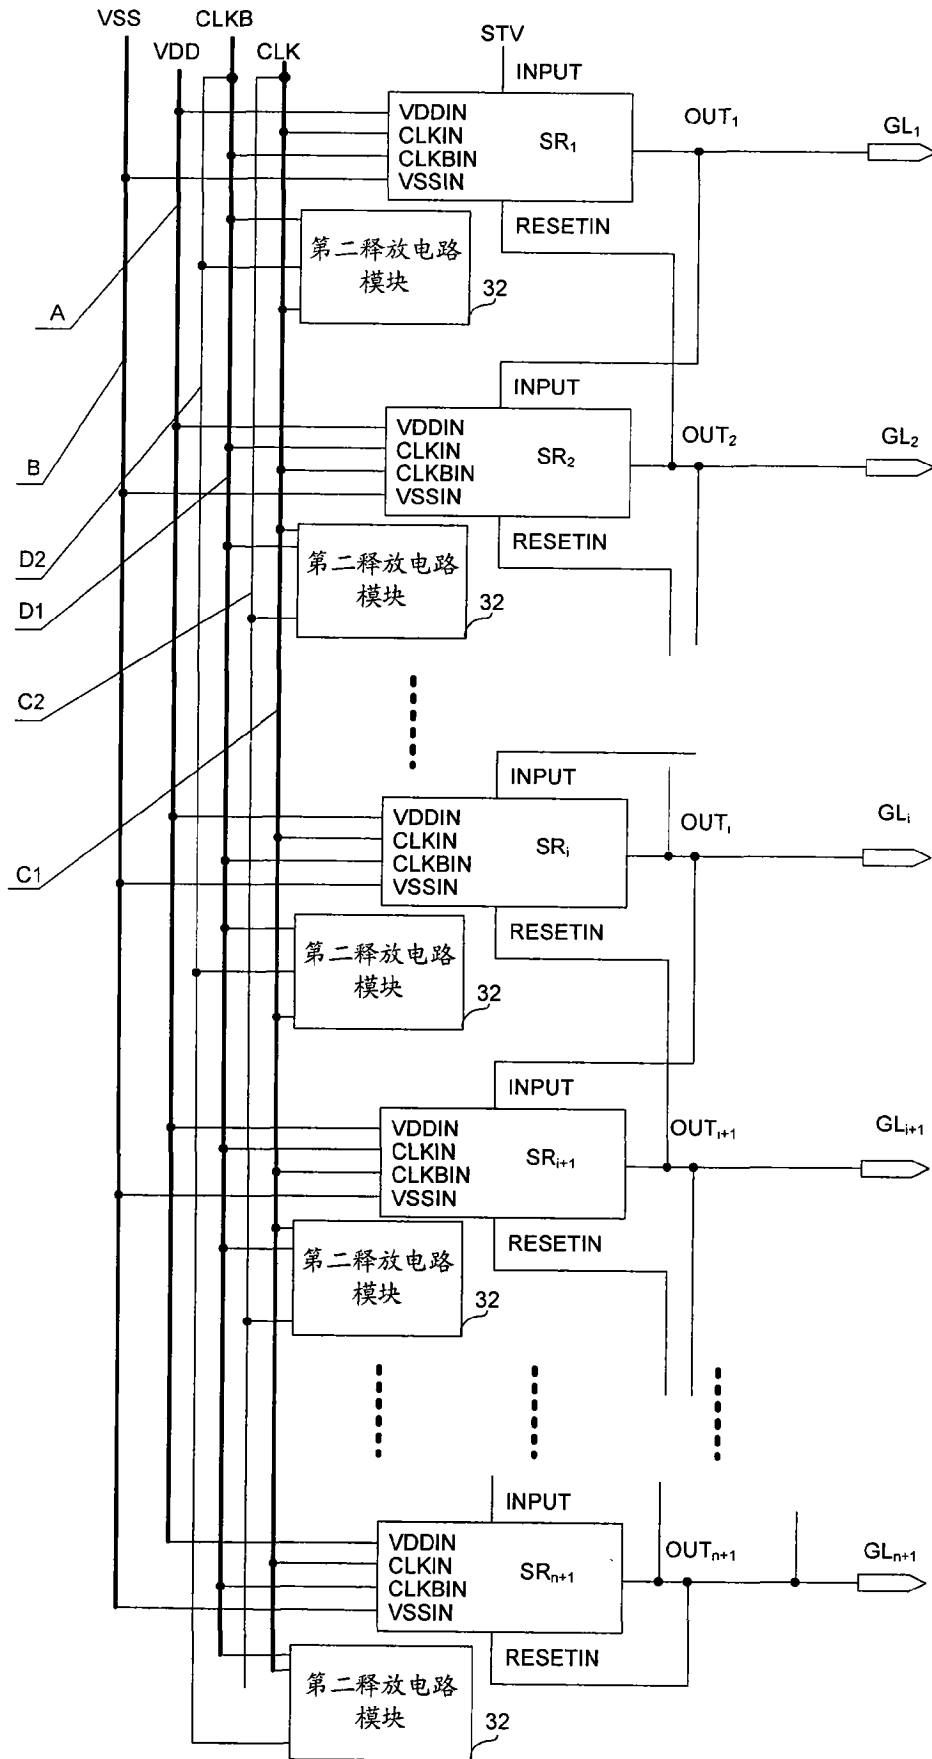 VSS
CLKB
VDD
CLK
STV
INPUT
VDDIN
CLKIN
CLKBIN
VSSIN
SR1
OUT1
GL1
RESETIN
第二释放电路
模块
32
A
INPUT
B
VDDIN
CLKIN
CLKBIN
VSSIN
SR2
OUT2
GL2
RESETIN
D2
第二释放电路
模块
32
D1
C2
INPUT
VDDIN
CLKIN
CLKBIN
VSSIN
SRi
OUTi
GLi
C1
RESETIN
第二释放电路
模块
32
INPUT
VDDIN
CLKIN
CLKBIN
VSSIN
SRi+1
OUTi+1
GLi+1
RESETIN
第二释放电路
模块
32
INPUT
VDDIN
CLKIN
CLKBIN
VSSIN
SRn+1
OUTn+1
GLn+1
RESETIN
第二释放电路
模块
32